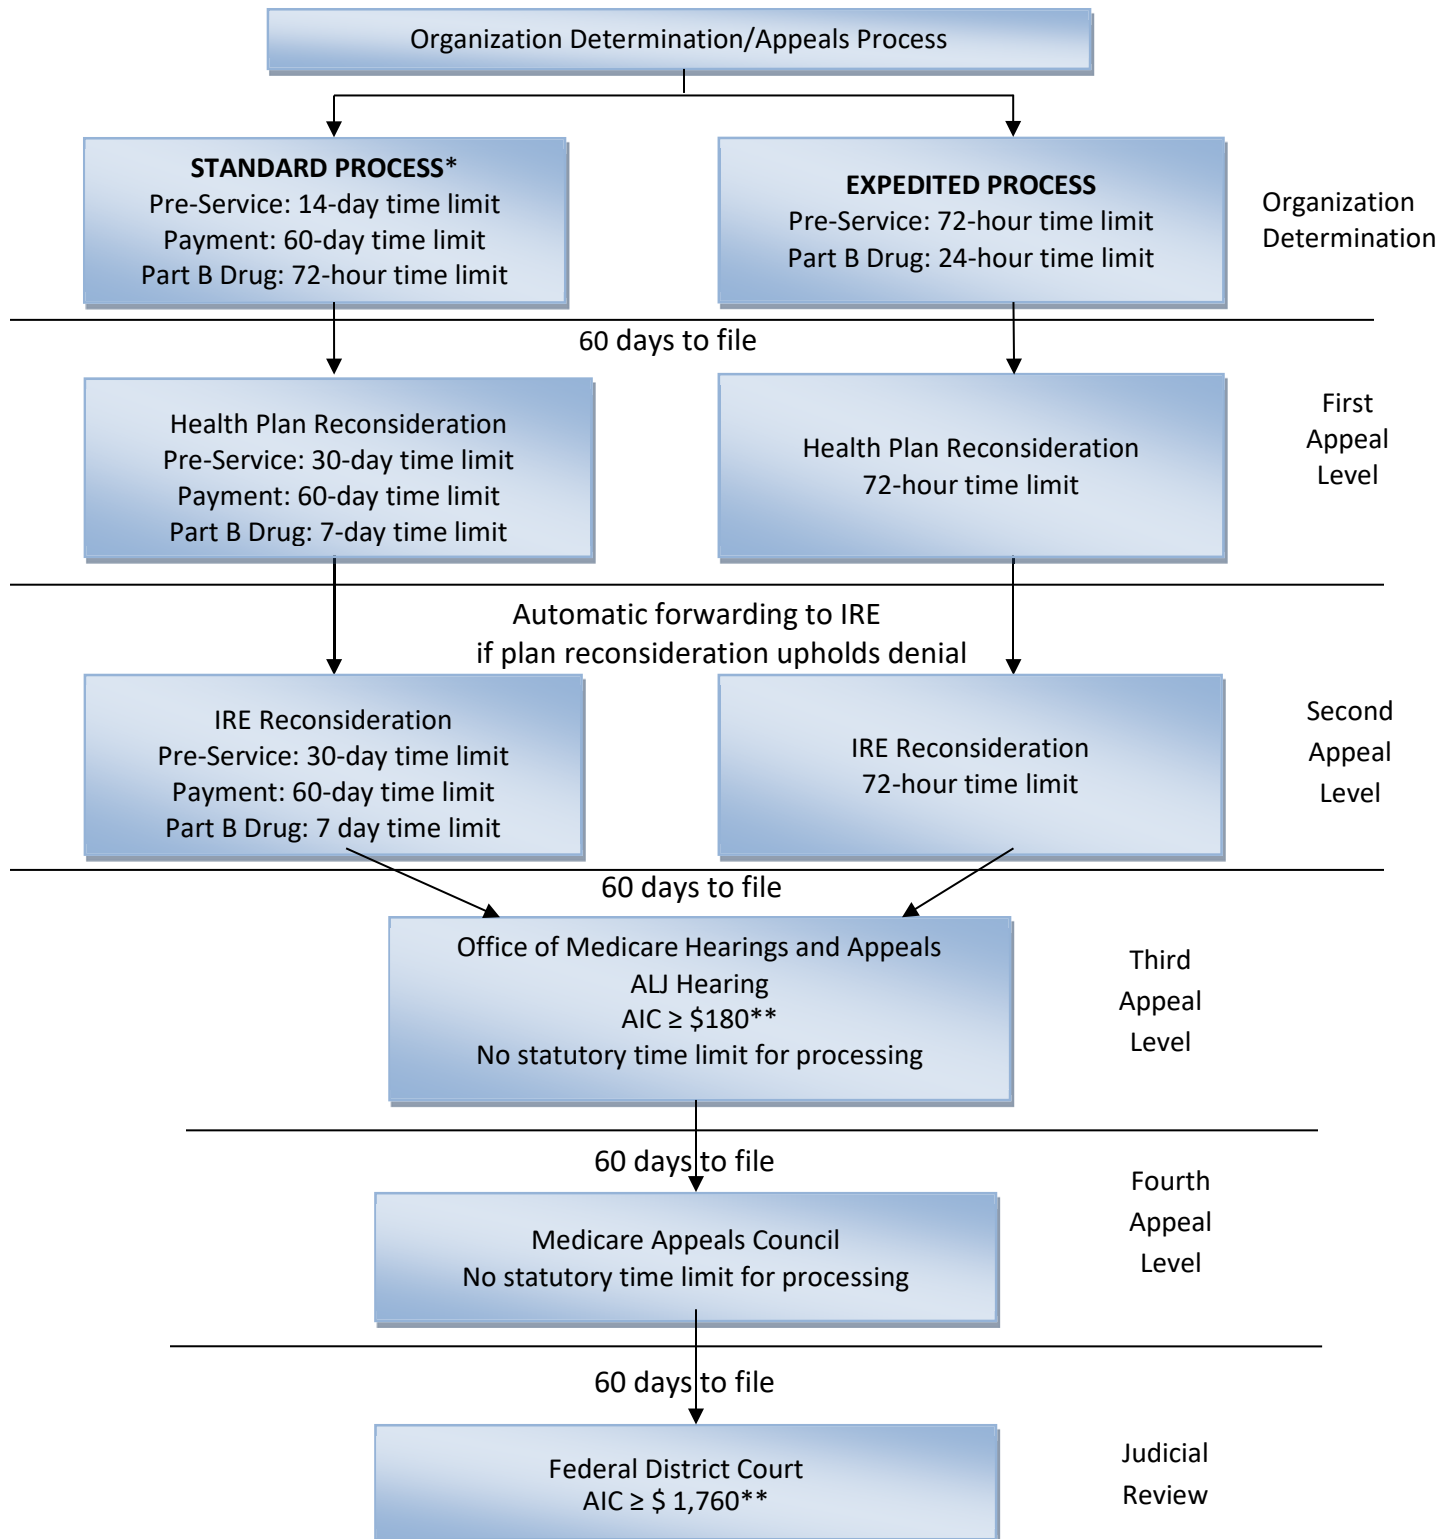 Organization Determination/Appeals Process
STANDARD PROCESS*
Pre-Service: 14-day time limit
Payment: 60-day time limit
Part B Drug: 72-hour time limit
EXPEDITED PROCESS
Pre-Service: 72-hour time limit
Part B Drug: 24-hour time limit
Organization
Determination
60 days to file
Health Plan Reconsideration
Pre-Service: 30-day time limit
Payment: 60-day time limit
Part B Drug: 7-day time limit
Health Plan Reconsideration
72-hour time limit
First
Appeal
Level
Automatic forwarding to IRE
if plan reconsideration upholds denial
IRE Reconsideration
Pre-Service: 30-day time limit
Payment: 60-day time limit
Part B Drug: 7 day time limit
IRE Reconsideration
72-hour time limit
Second
Appeal
Level
60 days to file
Office of Medicare Hearings and Appeals
ALJ Hearing
AIC ≥ $180**
No statutory time limit for processing
Third
Appeal
Level
60 days to file
Medicare Appeals Council
No statutory time limit for processing
Fourth
Appeal
Level
60 days to file
Federal District Court
AIC ≥ $ 1,760**
Judicial
Review